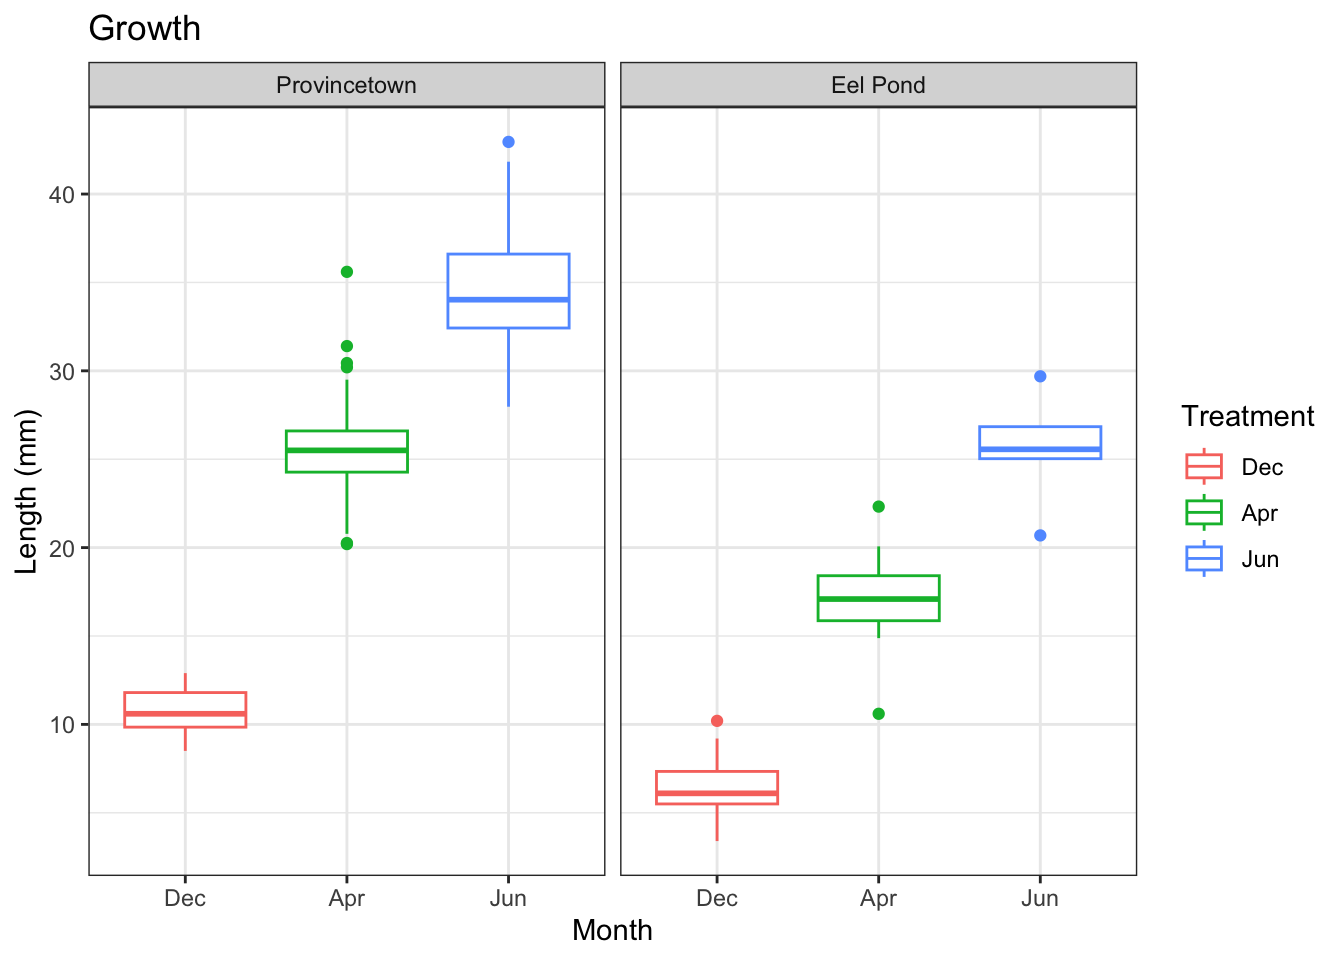 Growth
Provincetown
Eel Pond
40
30
20
10
Length (mm)
Dec
Apr
Jun
Dec
Apr
Jun
Month
Treatment
Dec
Apr
Jun